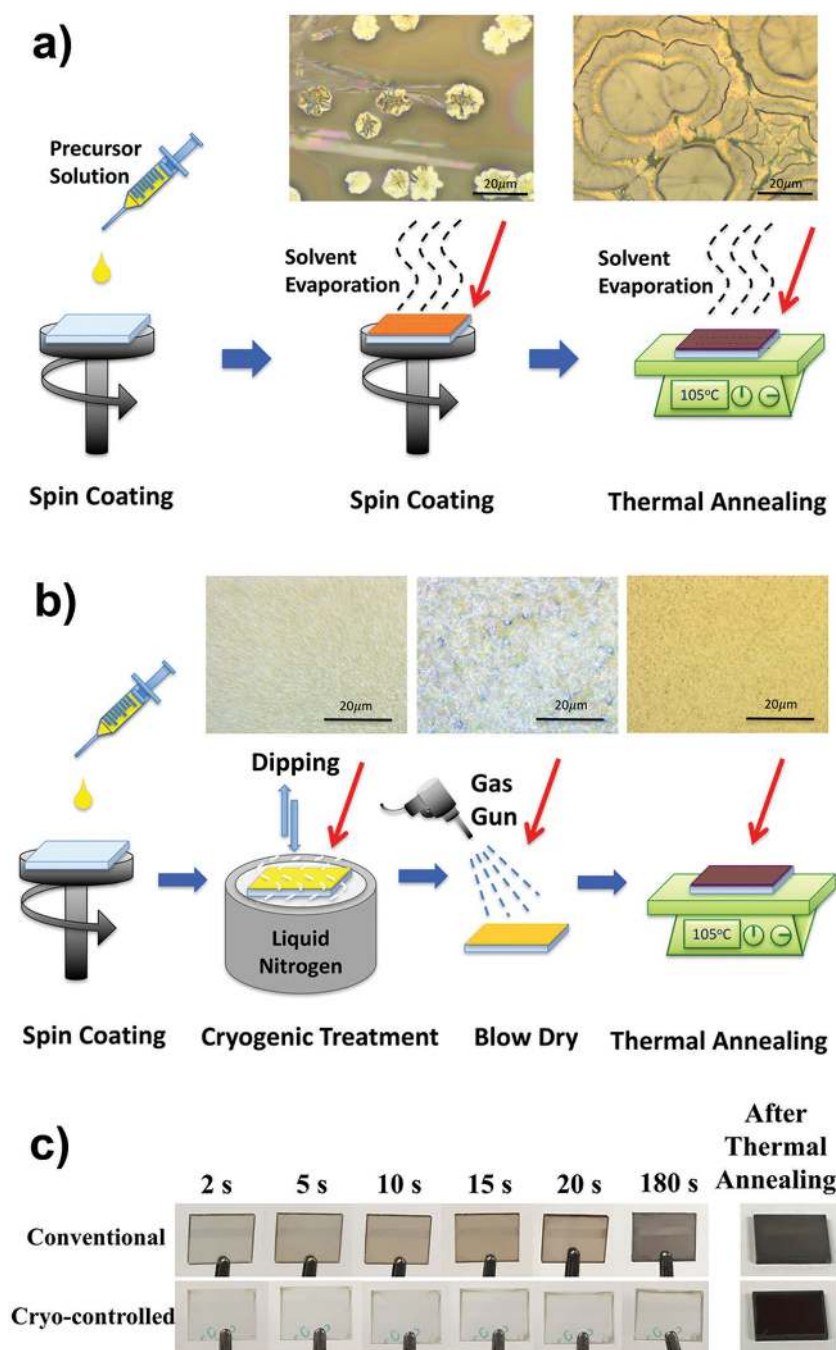 a)
Precursor
Solution
20μm
20μm
Solvent
Evaporation
Solvent
Evaporation
105°C
Spin Coating
Spin Coating
Thermal Annealing
b)
20μm
20μm
20μm
Dipping
Gas
Gun
Liquid
Nitrogen
105°C
Spin Coating
Cryogenic Treatment
Blow Dry
Thermal Annealing
c)
After
Thermal
Annealing
2 s
5 s
10 s
15 s
20 s
180 s
Conventional
Cryo-controlled